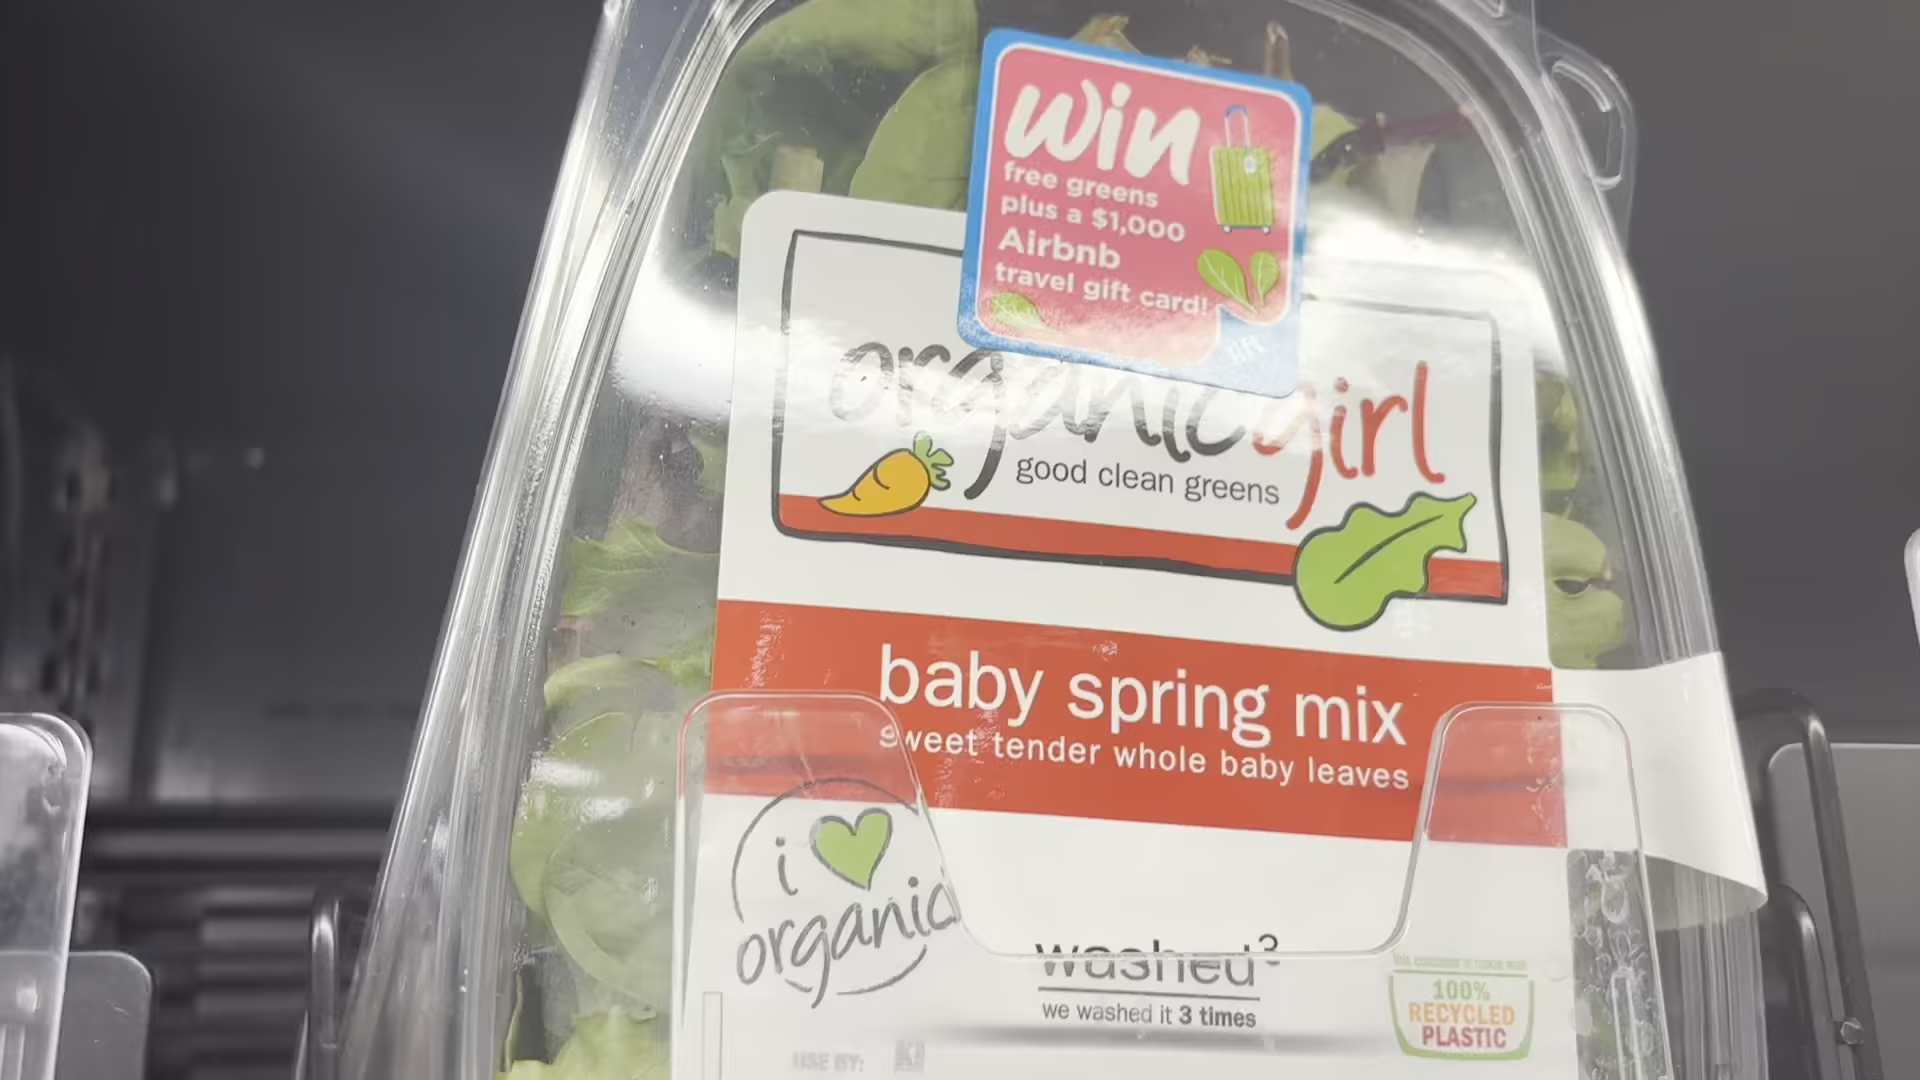 win
free greens
plus a $1,000
Airbnb
travel gift card!
lift
organicgirl
good clean greens
baby spring mix
sweet tender whole baby leaves
i
organic
washed³
we washed it 3 times
100%
RECYCLED
PLASTIC
USE BY: